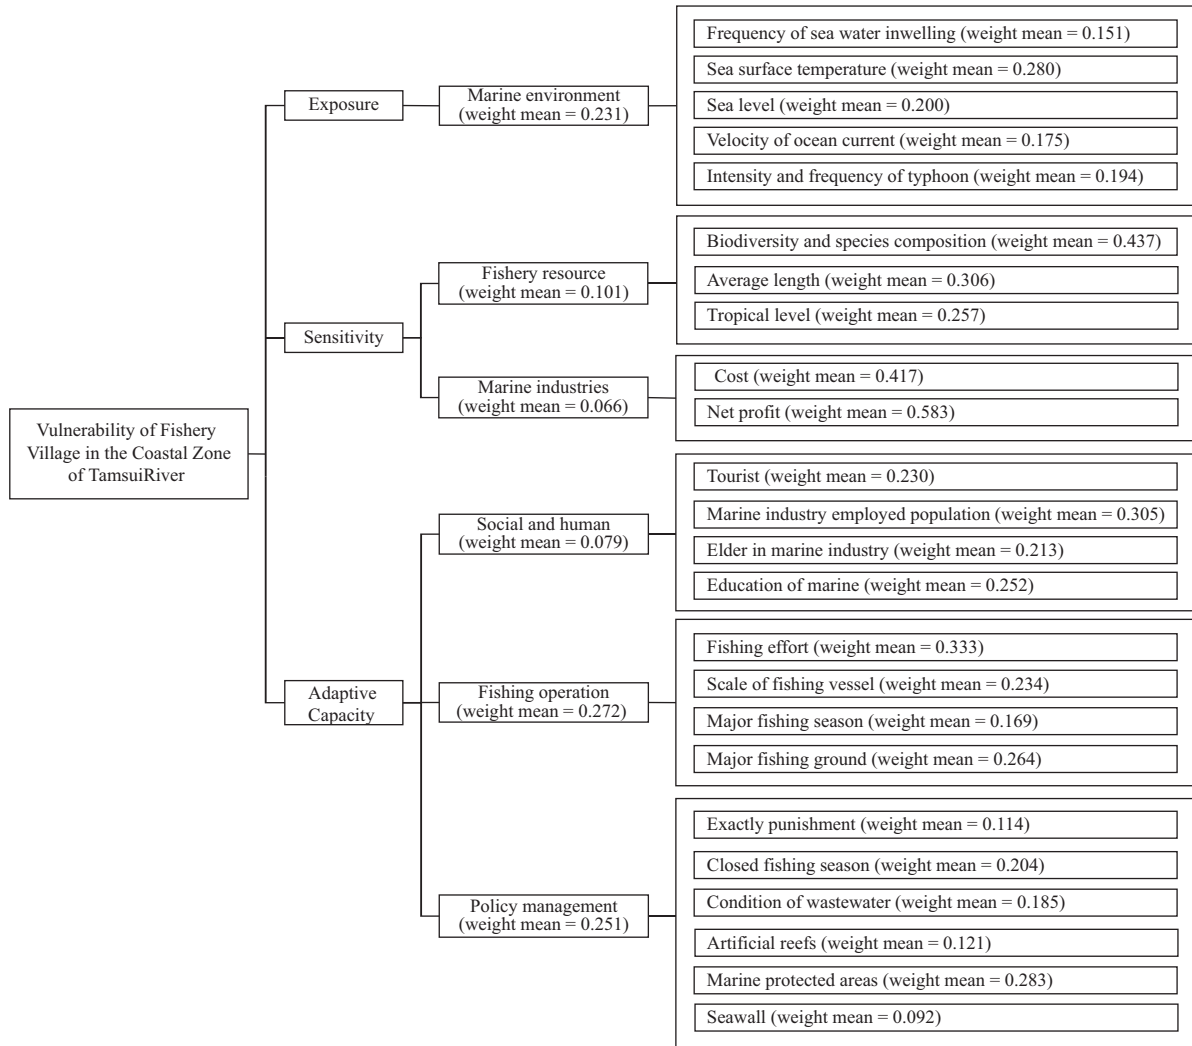 Vulnerability of Fishery
Village in the Coastal Zone
of TamsuiRiver
Exposure
Marine environment
(weight mean = 0.231)
Frequency of sea water inwelling (weight mean = 0.151)
Sea surface temperature (weight mean = 0.280)
Sea level (weight mean = 0.200)
Velocity of ocean current (weight mean = 0.175)
Intensity and frequency of typhoon (weight mean = 0.194)
Sensitivity
Fishery resource
(weight mean = 0.101)
Biodiversity and species composition (weight mean = 0.437)
Average length (weight mean = 0.306)
Tropical level (weight mean = 0.257)
Marine industries
(weight mean = 0.066)
Cost (weight mean = 0.417)
Net profit (weight mean = 0.583)
Adaptive
Capacity
Social and human
(weight mean = 0.079)
Tourist (weight mean = 0.230)
Marine industry employed population (weight mean = 0.305)
Elder in marine industry (weight mean = 0.213)
Education of marine (weight mean = 0.252)
Fishing operation
(weight mean = 0.272)
Fishing effort (weight mean = 0.333)
Scale of fishing vessel (weight mean = 0.234)
Major fishing season (weight mean = 0.169)
Major fishing ground (weight mean = 0.264)
Policy management
(weight mean = 0.251)
Exactly punishment (weight mean = 0.114)
Closed fishing season (weight mean = 0.204)
Condition of wastewater (weight mean = 0.185)
Artificial reefs (weight mean = 0.121)
Marine protected areas (weight mean = 0.283)
Seawall (weight mean = 0.092)